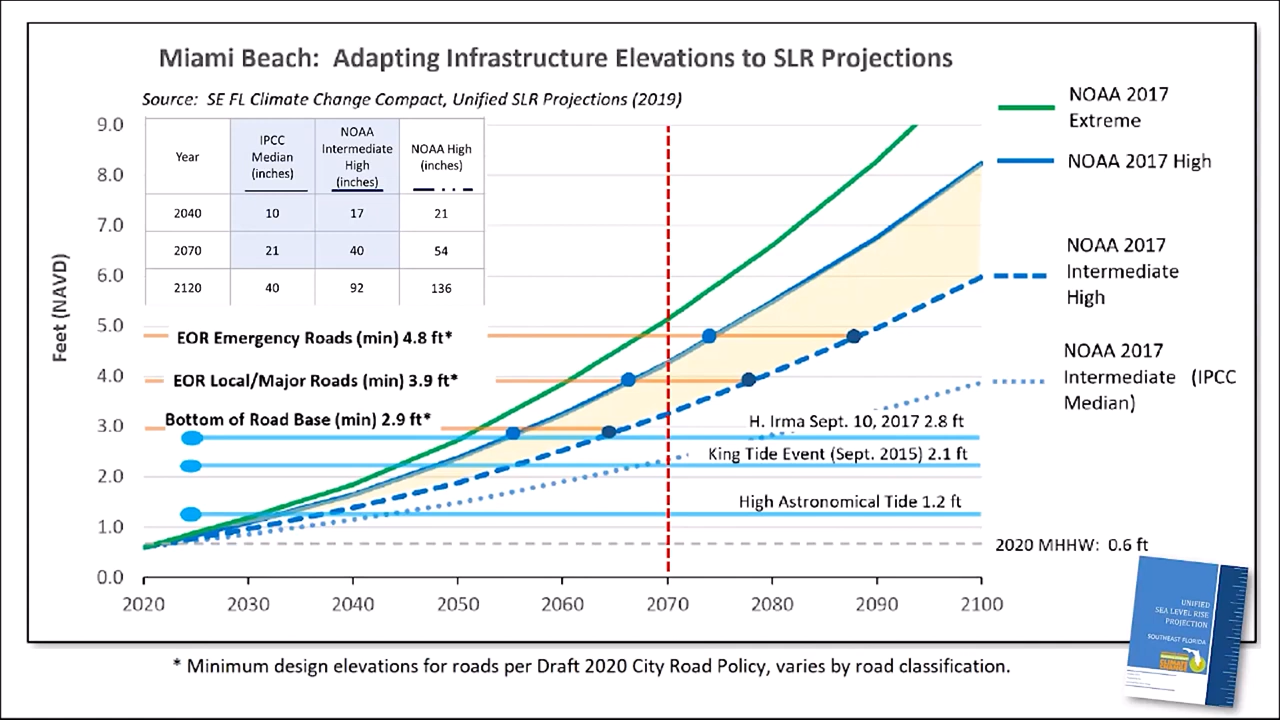 Miami Beach:  Adapting Infrastructure Elevations to SLR Projections
Source:  SE FL Climate Change Compact, Unified SLR Projections (2019)
NOAA 2017
Extreme
NOAA 2017 High
NOAA 2017
Intermediate
High
NOAA 2017
Intermediate   (IPCC
Median)
Feet (NAVD)
9.0
8.0
7.0
6.0
5.0
4.0
3.0
2.0
1.0
0.0
Year
IPCC
Median
(inches)
NOAA
Intermediate
High
(inches)
NOAA High
(inches)
2040 10 17 21
2070 21 40 54
2120 40 92 136
EOR Emergency Roads (min) 4.8 ft*
EOR Local/Major Roads (min) 3.9 ft*
Bottom of Road Base (min) 2.9 ft*
H. Irma Sept. 10, 2017 2.8 ft
King Tide Event (Sept. 2015) 2.1 ft
High Astronomical Tide 1.2 ft
2020 MHHW:  0.6 ft
2020 2030 2040 2050 2060 2070 2080 2090 2100
UNIFIED
SEA LEVEL RISE
PROJECTION
SOUTHEAST FLORIDA
CLIMATE
CHANGE
* Minimum design elevations for roads per Draft 2020 City Road Policy, varies by road classification.